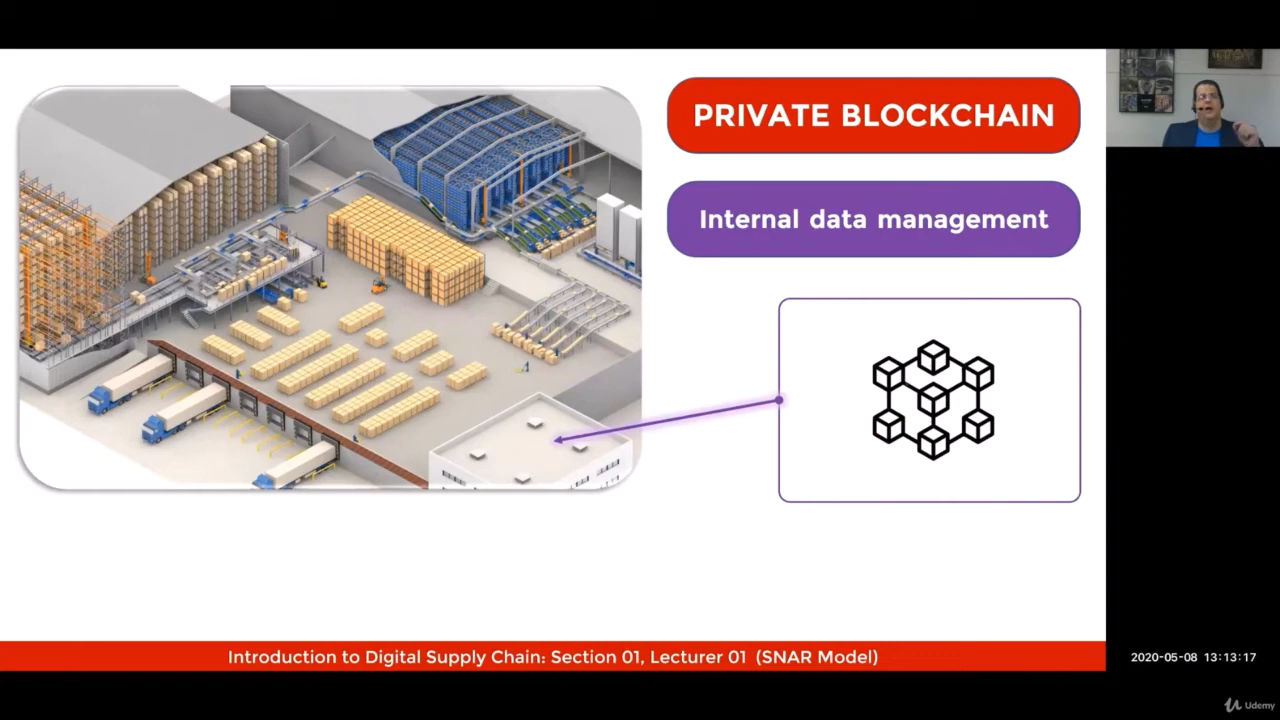 PRIVATE BLOCKCHAIN
Internal data management
Introduction to Digital Supply Chain: Section 01, Lecturer 01 (SNAR Model)
2020-05-08 13:13:17
Udemy